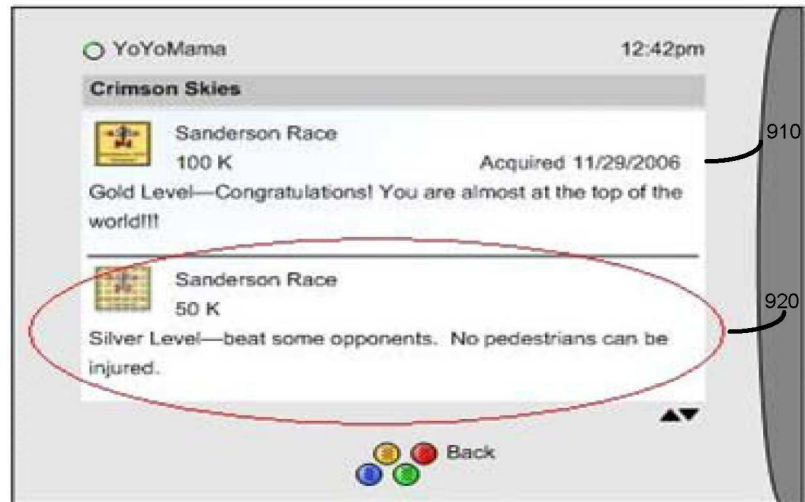 YoYoMama 12:42pm
Crimson Skies
Sanderson Race
100 K Acquired 11/29/2006
910
Gold Level—Congratulations! You are almost at the top of the
world!!!
Sanderson Race
50 K
920
Silver Level—beat some opponents. No pedestrians can be
injured.
Back